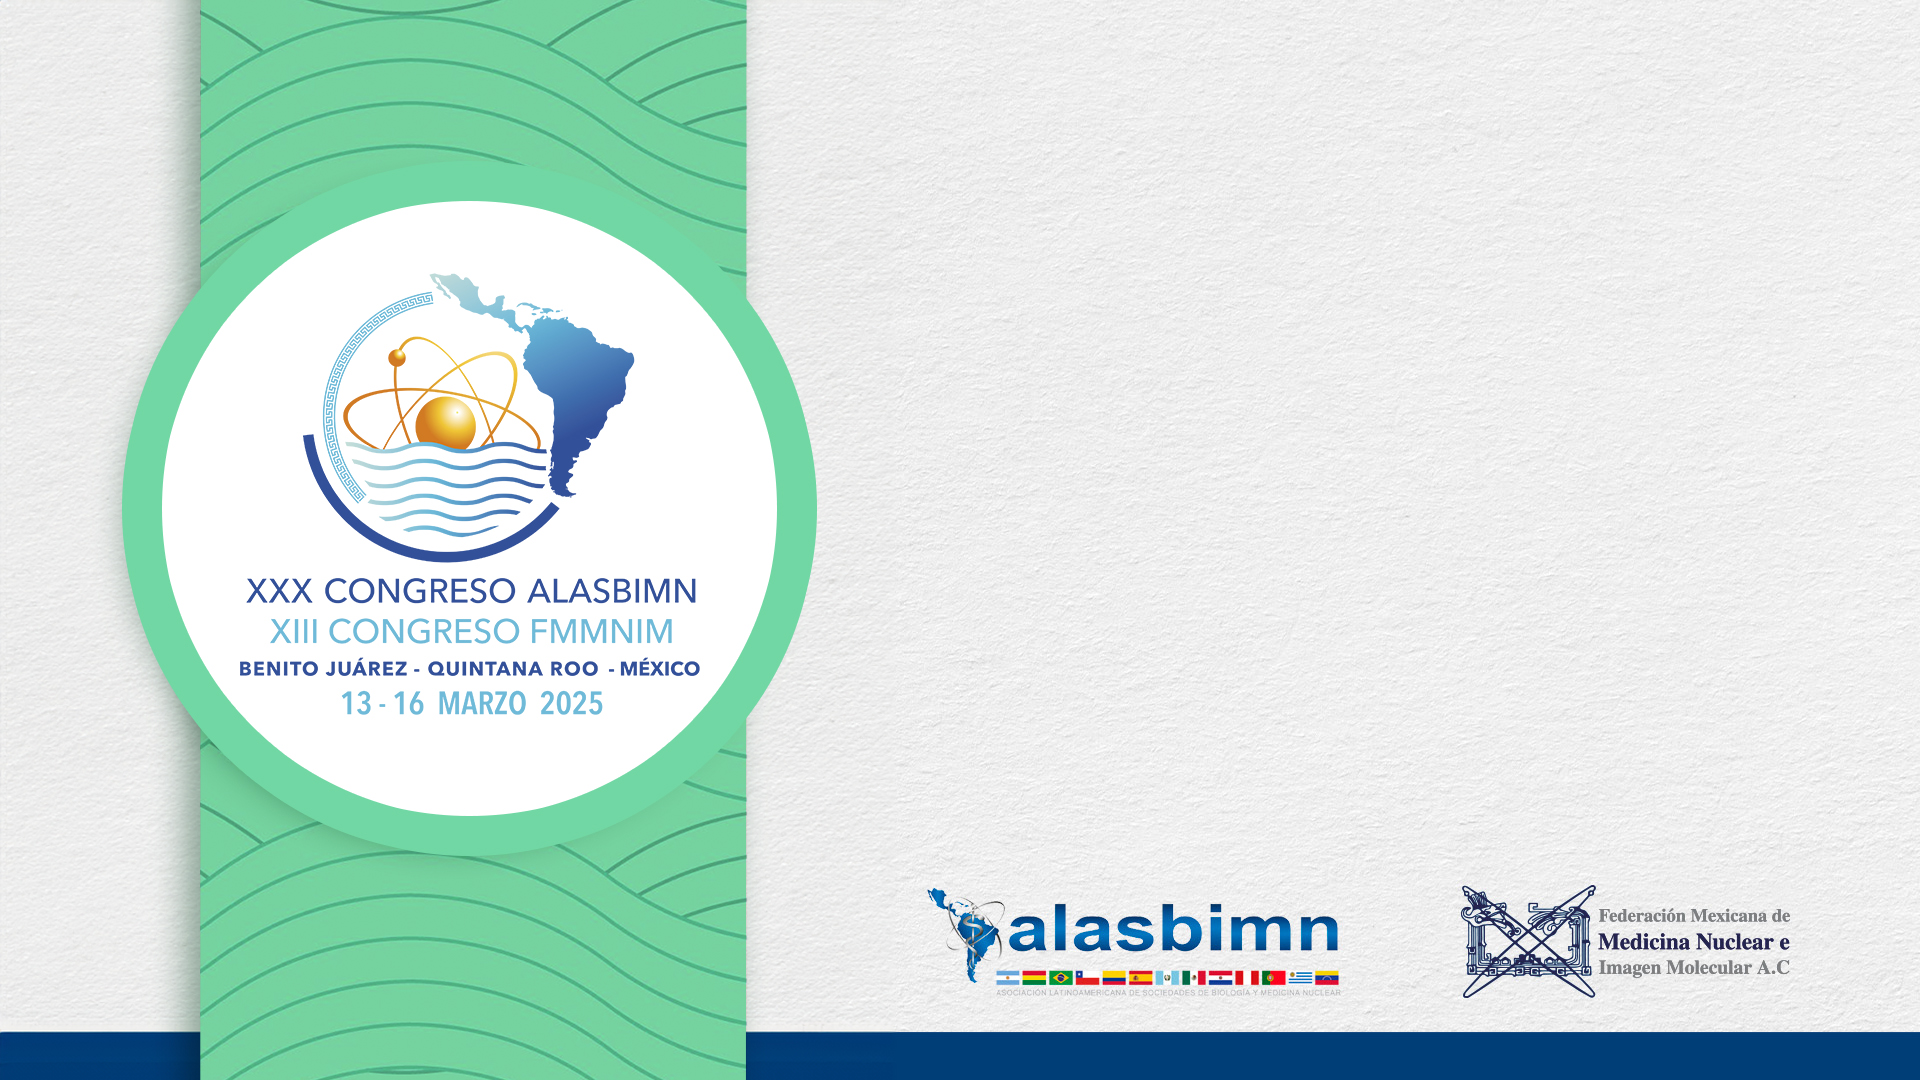 XXX CONGRESO ALASBIMN
XIII CONGRESO FMMNIM
BENITO JUÁREZ - QUINTANA ROO - MÉXICO
13 - 16 MARZO 2025
alasbimn
ASOCIACIÓN LATINOAMERICANA DE SOCIEDADES DE BIOLOGÍA Y MEDICINA NUCLEAR
Federación Mexicana de
Medicina Nuclear e
Imagen Molecular A.C